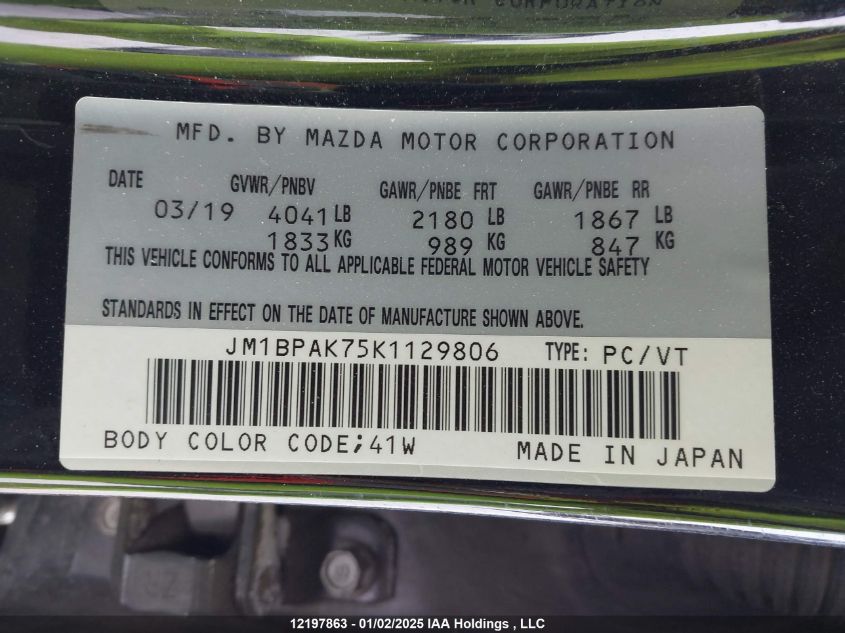 MOTOR CORPORATION
MFD. BY MAZDA MOTOR CORPORATION
DATE GVWR/PNBV GAWR/PNBE FRT GAWR/PNBE RR
03/19 4041 LB 2180 LB 1867 LB
1833 KG 989 KG 847 KG
THIS VEHICLE CONFORMS TO ALL APPLICABLE FEDERAL MOTOR VEHICLE SAFETY
STANDARDS IN EFFECT ON THE DATE OF MANUFACTURE SHOWN ABOVE.
JM1BPAK75K1129806 TYPE: PC/VT
BODY COLOR CODE;41W MADE IN JAPAN
12197863 - 01/02/2025 IAA Holdings , LLC